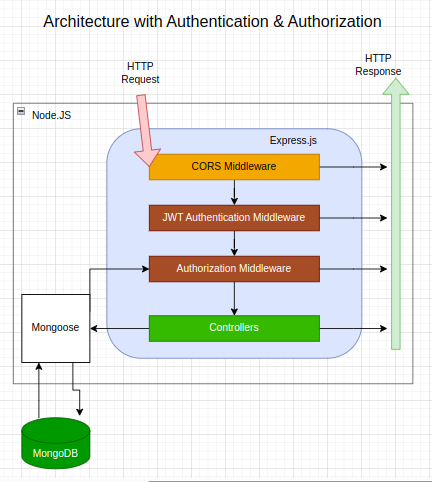 Architecture with Authentication & Authorization
HTTP
Request
HTTP
Response
Node.JS
Express.js
CORS Middleware
JWT Authentication Middleware
Authorization Middleware
Mongoose
Controllers
MongoDB